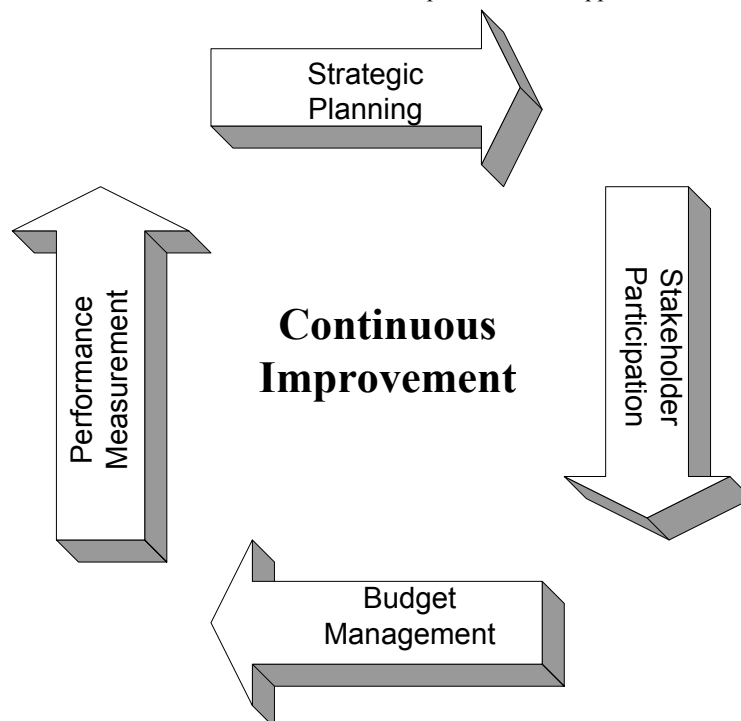 Strategic
Planning
Stakeholder
Participation
Continuous
Improvement
Performance
Measurement
Budget
Management